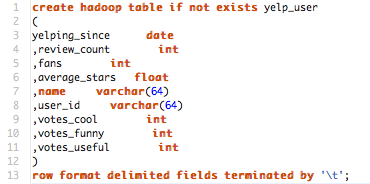 1 create hadoop table if not exists yelp_user
2 (
3 yelping_since date
4 ,review_count int
5 ,fans int
6 ,average_stars float
7 ,name varchar(64)
8 ,user_id varchar(64)
9 ,votes_cool int
10 ,votes_funny int
11 ,votes_useful int
12 )
13 row format delimited fields terminated by '\t';